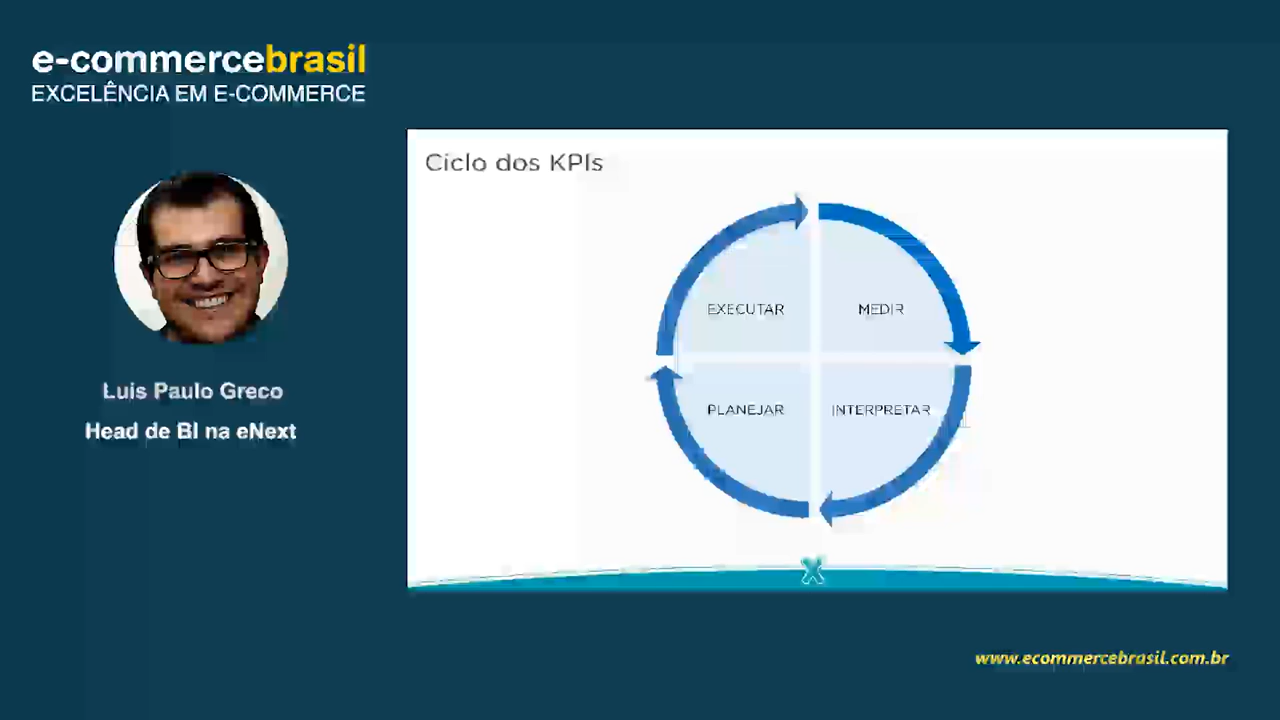 e-commercebrasil
EXCELÊNCIA EM E-COMMERCE
Ciclo dos KPIs
EXECUTAR
MEDIR
PLANEJAR
INTERPRETAR
Luis Paulo Greco
Head de BI na eNext
X
www.ecommercebrasil.com.br